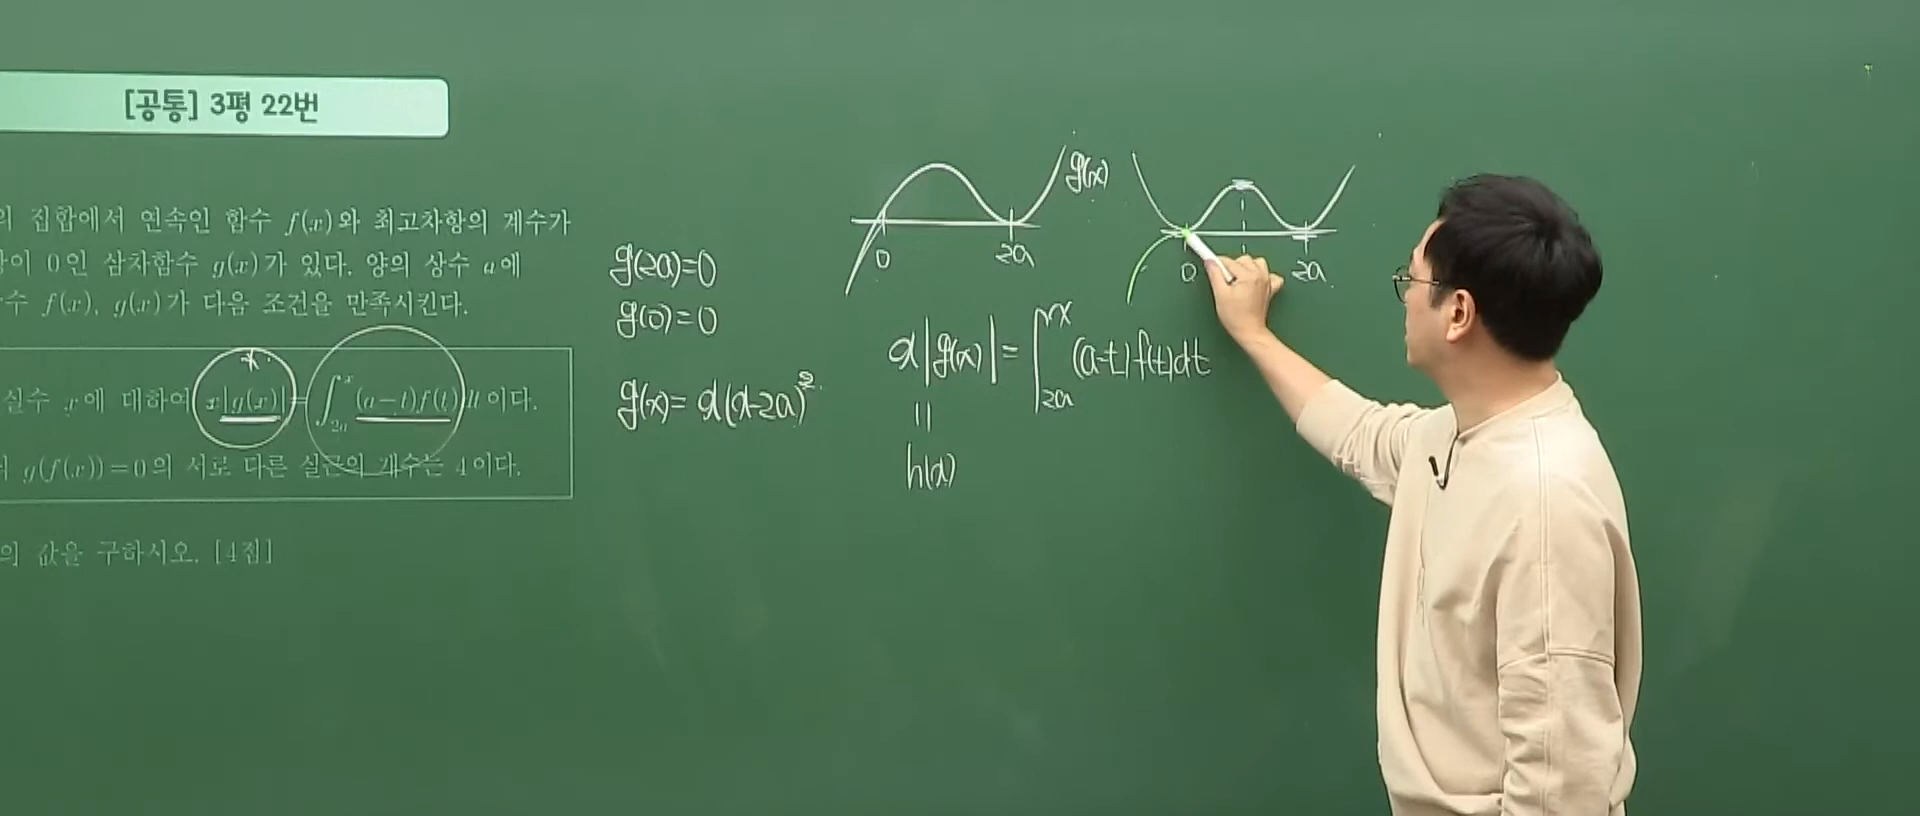 [공통] 3평 22번
의 집합에서 연속인 함수 f(x)와 최고차항의 계수가
항이 0인 삼차함수 g(x)가 있다. 양의 상수 a에
수 f(x), g(x)가 다음 조건을 만족시킨다.
실수 x에 대하여 x|g(x)|=∫_{2a}^{x}(a-t)f(t)dt이다.
g(f(x))=0의 서로 다른 실근의 개수는 4이다.
의 값을 구하시오. [4점]
g(2a)=0
g(0)=0
g(x)= x(x-2a)²
0 2a g(x)
0 2a
x|g(x)|=∫_{2a}^{x}(a-t)f(t)dt
=
h(x)